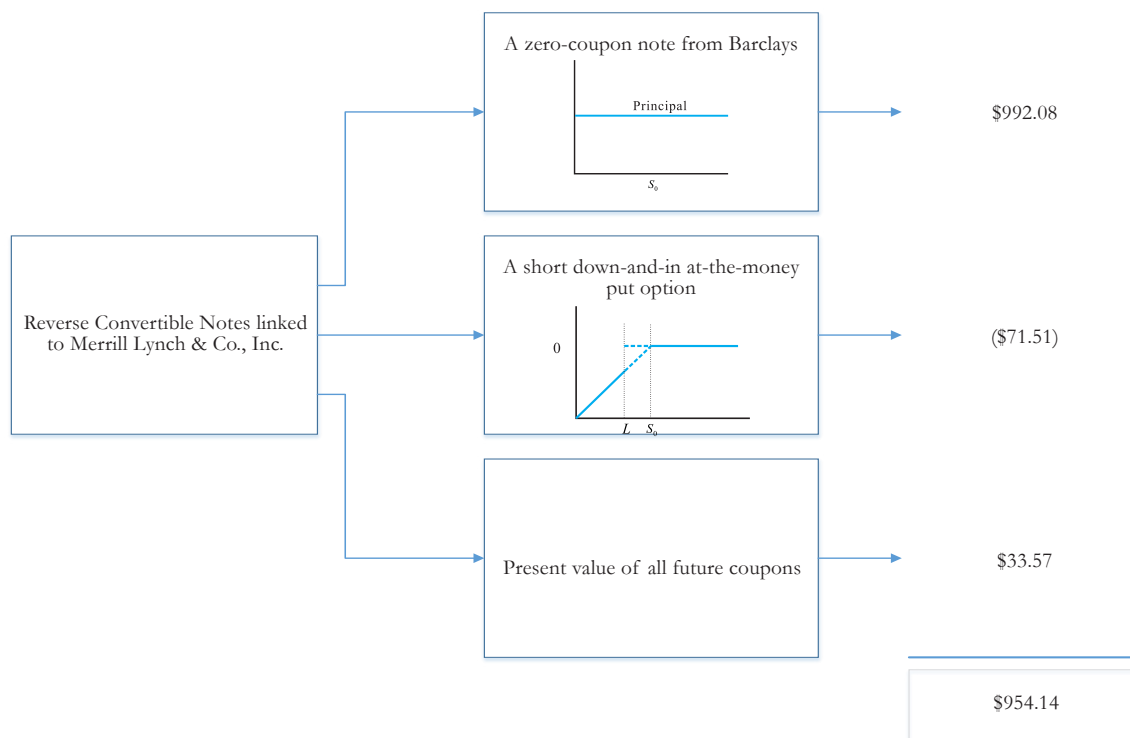 A zero-coupon note from Barclays
Principal
S₀
$992.08
Reverse Convertible Notes linked
to Merrill Lynch & Co., Inc.
A short down-and-in at-the-money
put option
0
L S₀
($71.51)
Present value of all future coupons
$33.57
$954.14